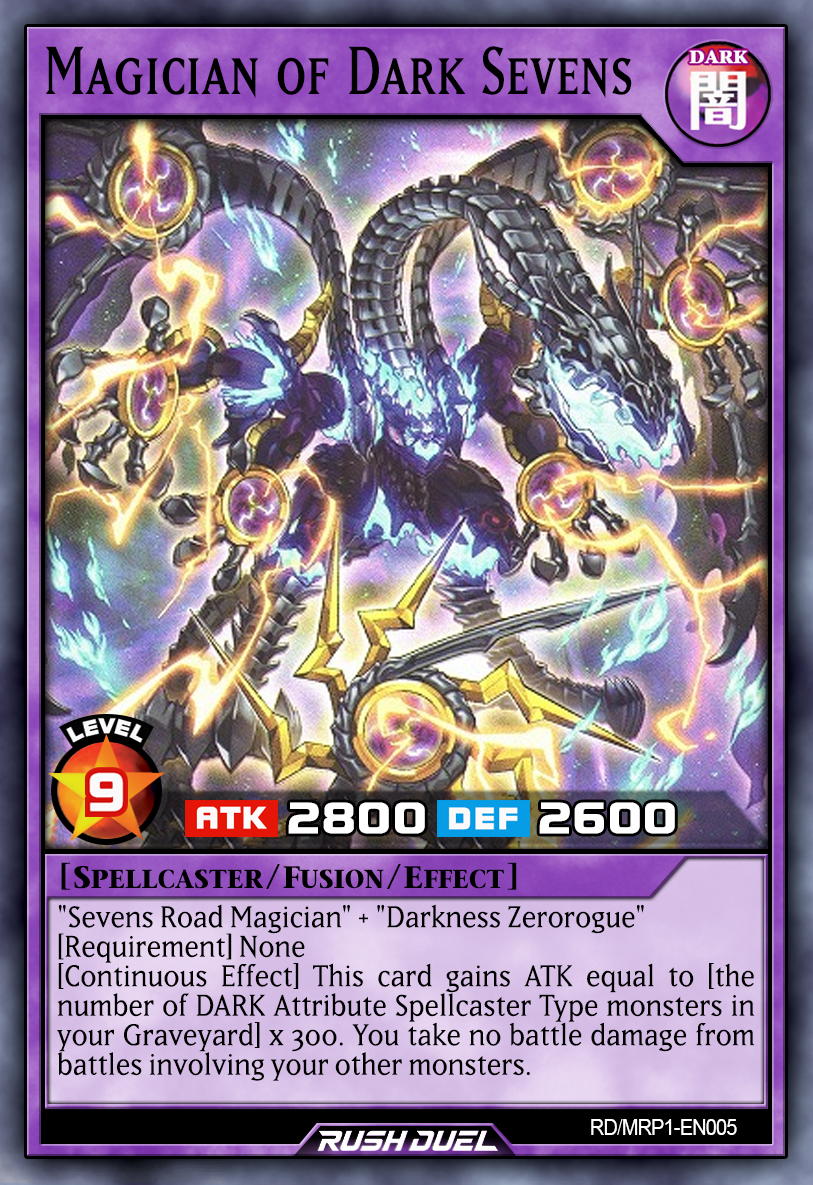 Magician of Dark Sevens
DARK
闇
LEVEL
9
ATK 2800 DEF 2600
[Spellcaster/Fusion/Effect]
"Sevens Road Magician" + "Darkness Zerorogue"
[Requirement] None
[Continuous Effect] This card gains ATK equal to [the
number of DARK Attribute Spellcaster Type monsters in
your Graveyard] x 300. You take no battle damage from
battles involving your other monsters.
RD/MRP1-EN005
RUSH DUEL